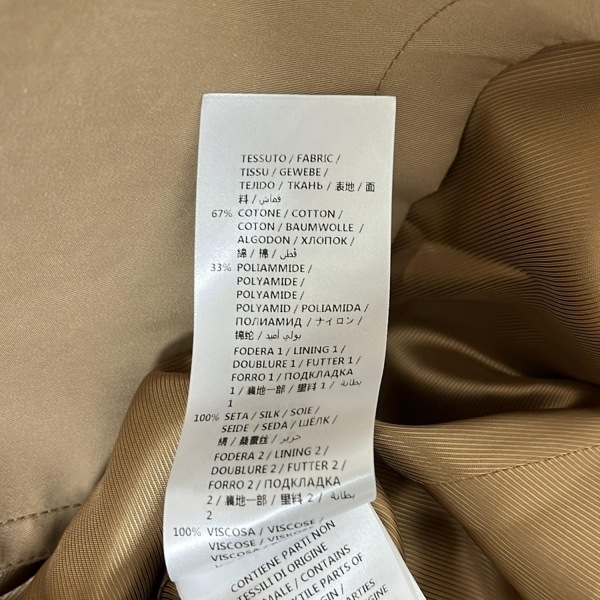 TESSUTO / FABRIC /
TISSU / GEWEBE /
TEJIDO / ТКАНЬ / 表地 / 面
料 / قماش
67% COTONE / COTTON /
COTON / BAUMWOLLE /
ALGODON / ХЛОПОК /
綿 / 棉 / قطن
33% POLIAMMIDE /
POLYAMIDE /
POLYAMIDE /
POLYAMID / POLIAMIDA /
ПОЛИАМИД / ナイロン /
锦纶 / بولي أميد
FODERA 1 / LINING 1 /
DOUBLURE 1 / FUTTER 1 /
FORRO 1 / ПОДКЛАДКА
1 / 裏地一部 / 里料 1 / بطانة
1
100% SETA / SILK / SOIE /
SEIDE / SEDA / ШЁЛК /
絹 / 桑蚕丝 / حرير
FODERA 2 / LINING 2 /
DOUBLURE 2 / FUTTER 2 /
FORRO 2 / ПОДКЛАДКА
2 / 裏地一部 / 里料 2 / بطانة
2
100% VISCOSA / VISCOSE /
VISCOSE /
CONTIENE PARTI NON
TESSILI DI ORIGINE
/ CONTAINS
PARTS OF